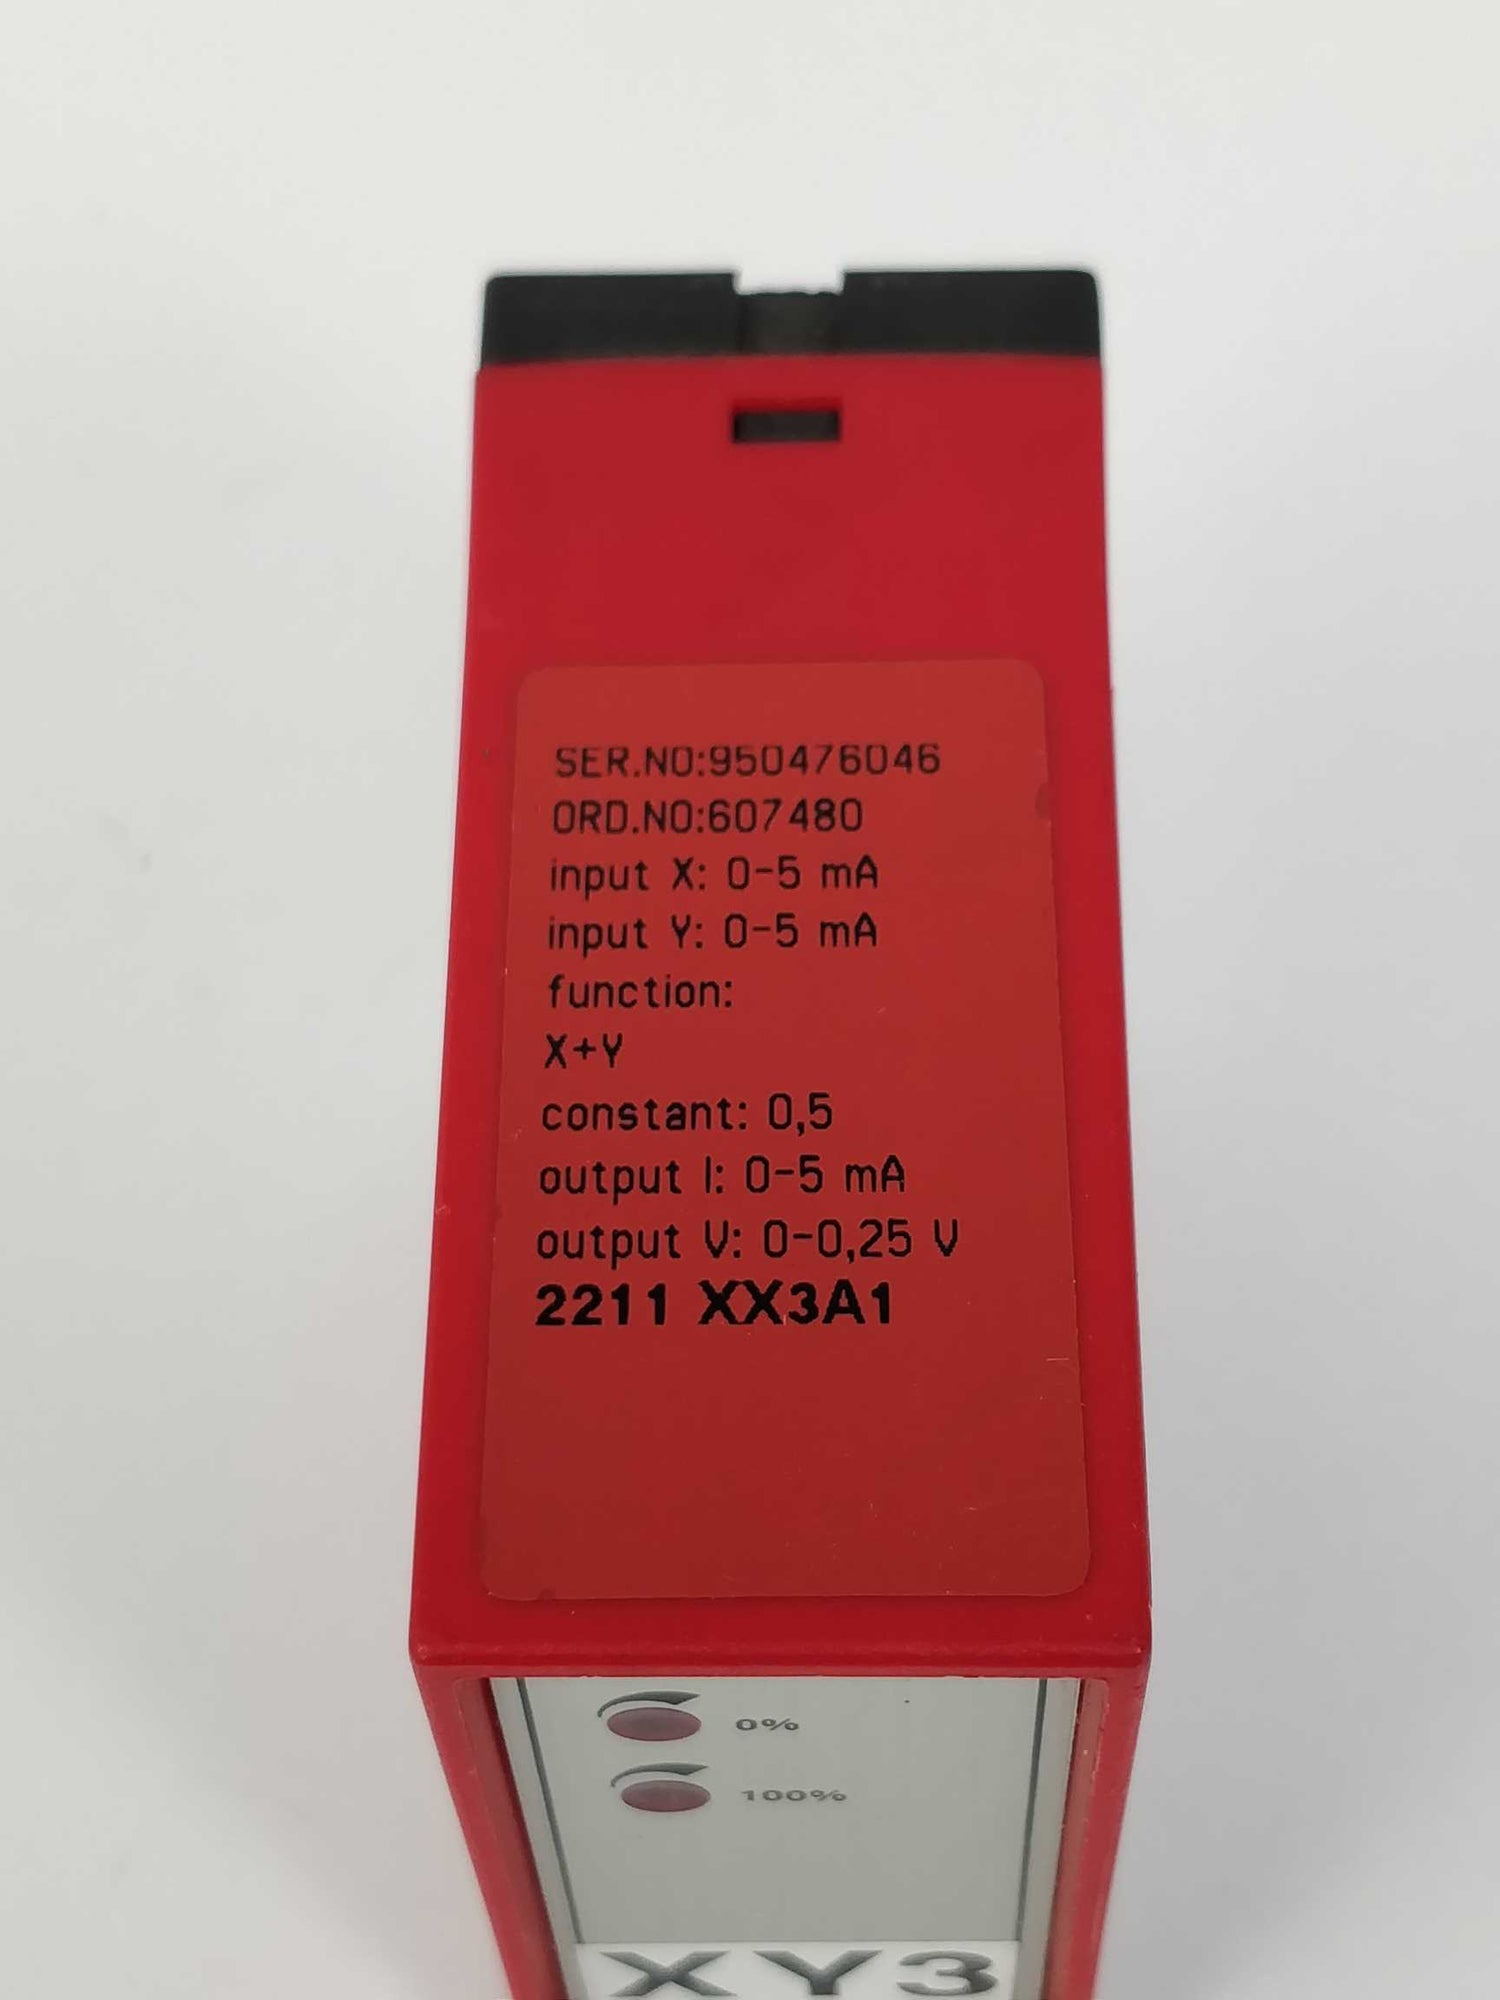 SER.NO:950476046
ORD.NO:607480
input X: 0-5 mA
input Y: 0-5 mA
function:
X+Y
constant: 0,5
output I: 0-5 mA
output V: 0-0,25 V
2211 XX3A1
0%
100%
XY3